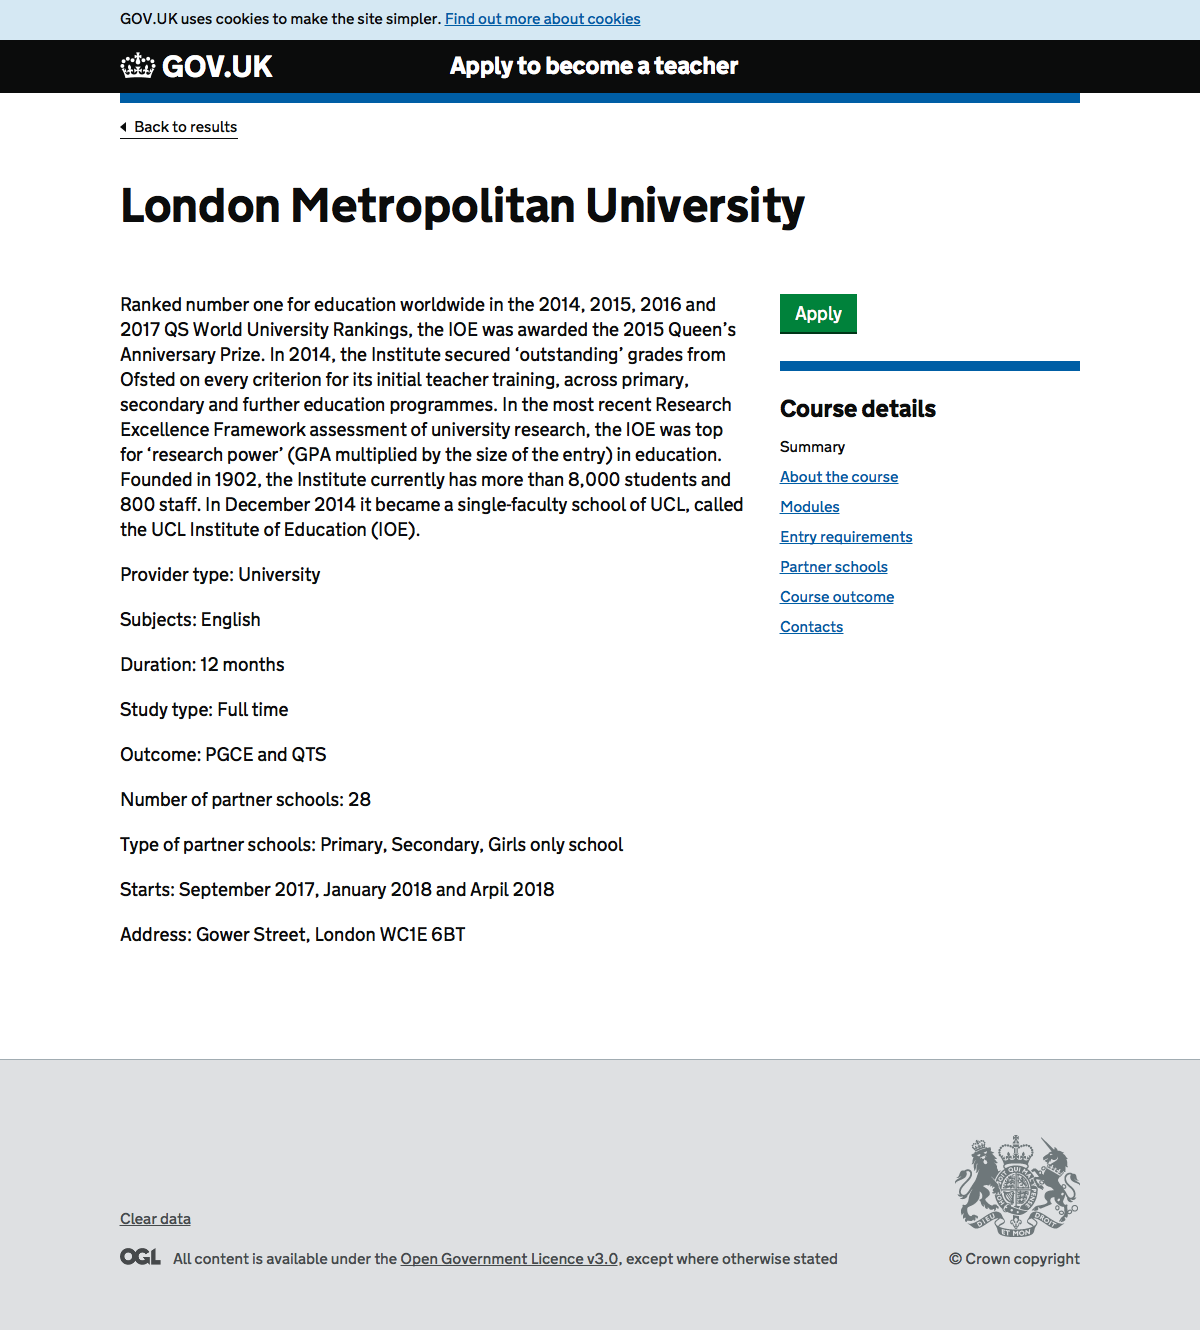 GOV.UK uses cookies to make the site simpler. Find out more about cookies
GOV.UK
Apply to become a teacher
Back to results
London Metropolitan University
Ranked number one for education worldwide in the 2014, 2015, 2016 and
2017 QS World University Rankings, the IOE was awarded the 2015 Queen’s
Anniversary Prize. In 2014, the Institute secured ‘outstanding’ grades from
Ofsted on every criterion for its initial teacher training, across primary,
secondary and further education programmes. In the most recent Research
Excellence Framework assessment of university research, the IOE was top
for ‘research power’ (GPA multiplied by the size of the entry) in education.
Founded in 1902, the Institute currently has more than 8,000 students and
800 staff. In December 2014 it became a single-faculty school of UCL, called
the UCL Institute of Education (IOE).
Provider type: University
Subjects: English
Duration: 12 months
Study type: Full time
Outcome: PGCE and QTS
Number of partner schools: 28
Type of partner schools: Primary, Secondary, Girls only school
Starts: September 2017, January 2018 and Arpil 2018
Address: Gower Street, London WC1E 6BT
Apply
Course details
Summary
About the course
Modules
Entry requirements
Partner schools
Course outcome
Contacts
Clear data
OGL All content is available under the Open Government Licence v3.0, except where otherwise stated
DIEU ET MON DROIT
© Crown copyright